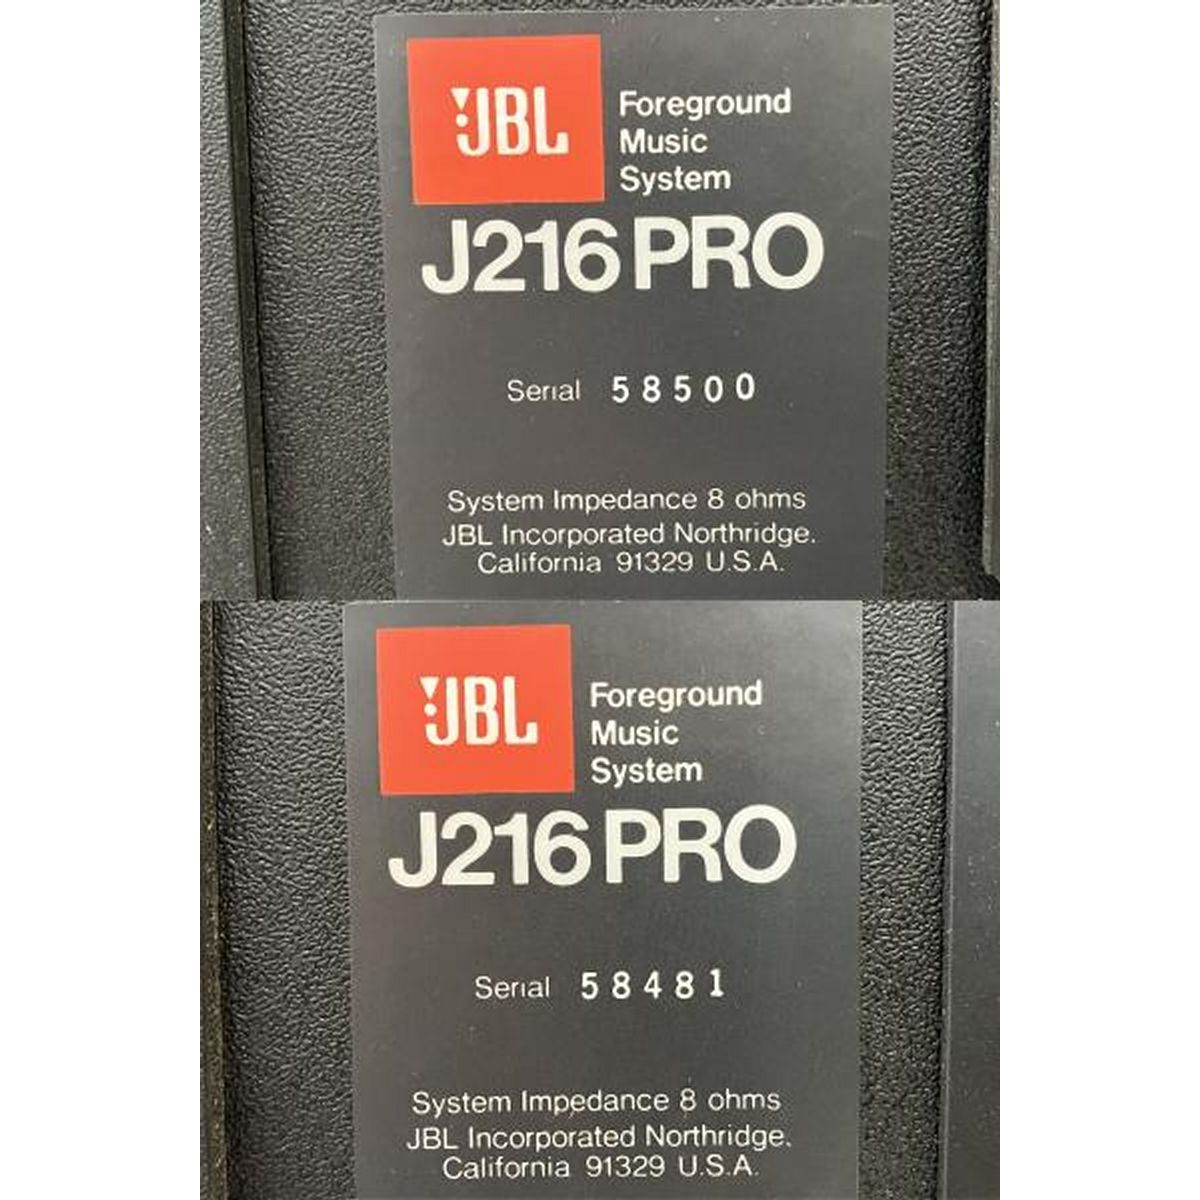 JBL
Foreground
Music
System
J216 PRO
Serial 58500
System Impedance 8 ohms
JBL Incorporated Northridge.
California 91329 U.S.A.
JBL
Foreground
Music
System
J216 PRO
Serial 58481
System Impedance 8 ohms
JBL Incorporated Northridge.
California 91329 U.S.A.